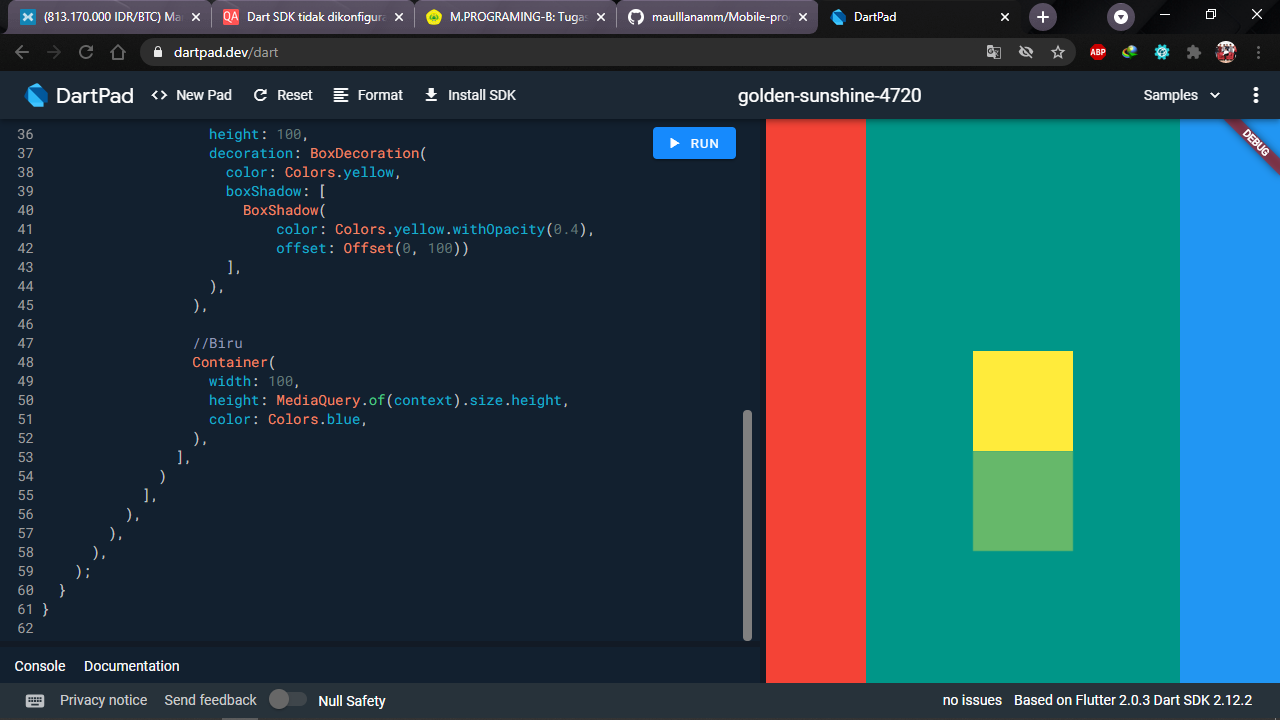 (813.170.000 IDR/BTC) Ma
Dart SDK tidak dikonfigura
M.PROGRAMING-B: Tuga
maulllanamm/Mobile-pro
DartPad
dartpad.dev/dart
ABP
DartPad
<> New Pad
Reset
Format
Install SDK
golden-sunshine-4720
Samples
36 height: 100,
37 decoration: BoxDecoration(
38 color: Colors.yellow,
39 boxShadow: [
40 BoxShadow(
41 color: Colors.yellow.withOpacity(0.4),
42 offset: Offset(0, 100))
43 ],
44 ),
45 ),
46
47 //Biru
48 Container(
49 width: 100,
50 height: MediaQuery.of(context).size.height,
51 color: Colors.blue,
52 ),
53 ],
54 )
55 ],
56 ),
57 ),
58 ),
59 );
60 }
61 }
62
RUN
DEBUG
Console Documentation
Privacy notice Send feedback Null Safety
no issues Based on Flutter 2.0.3 Dart SDK 2.12.2